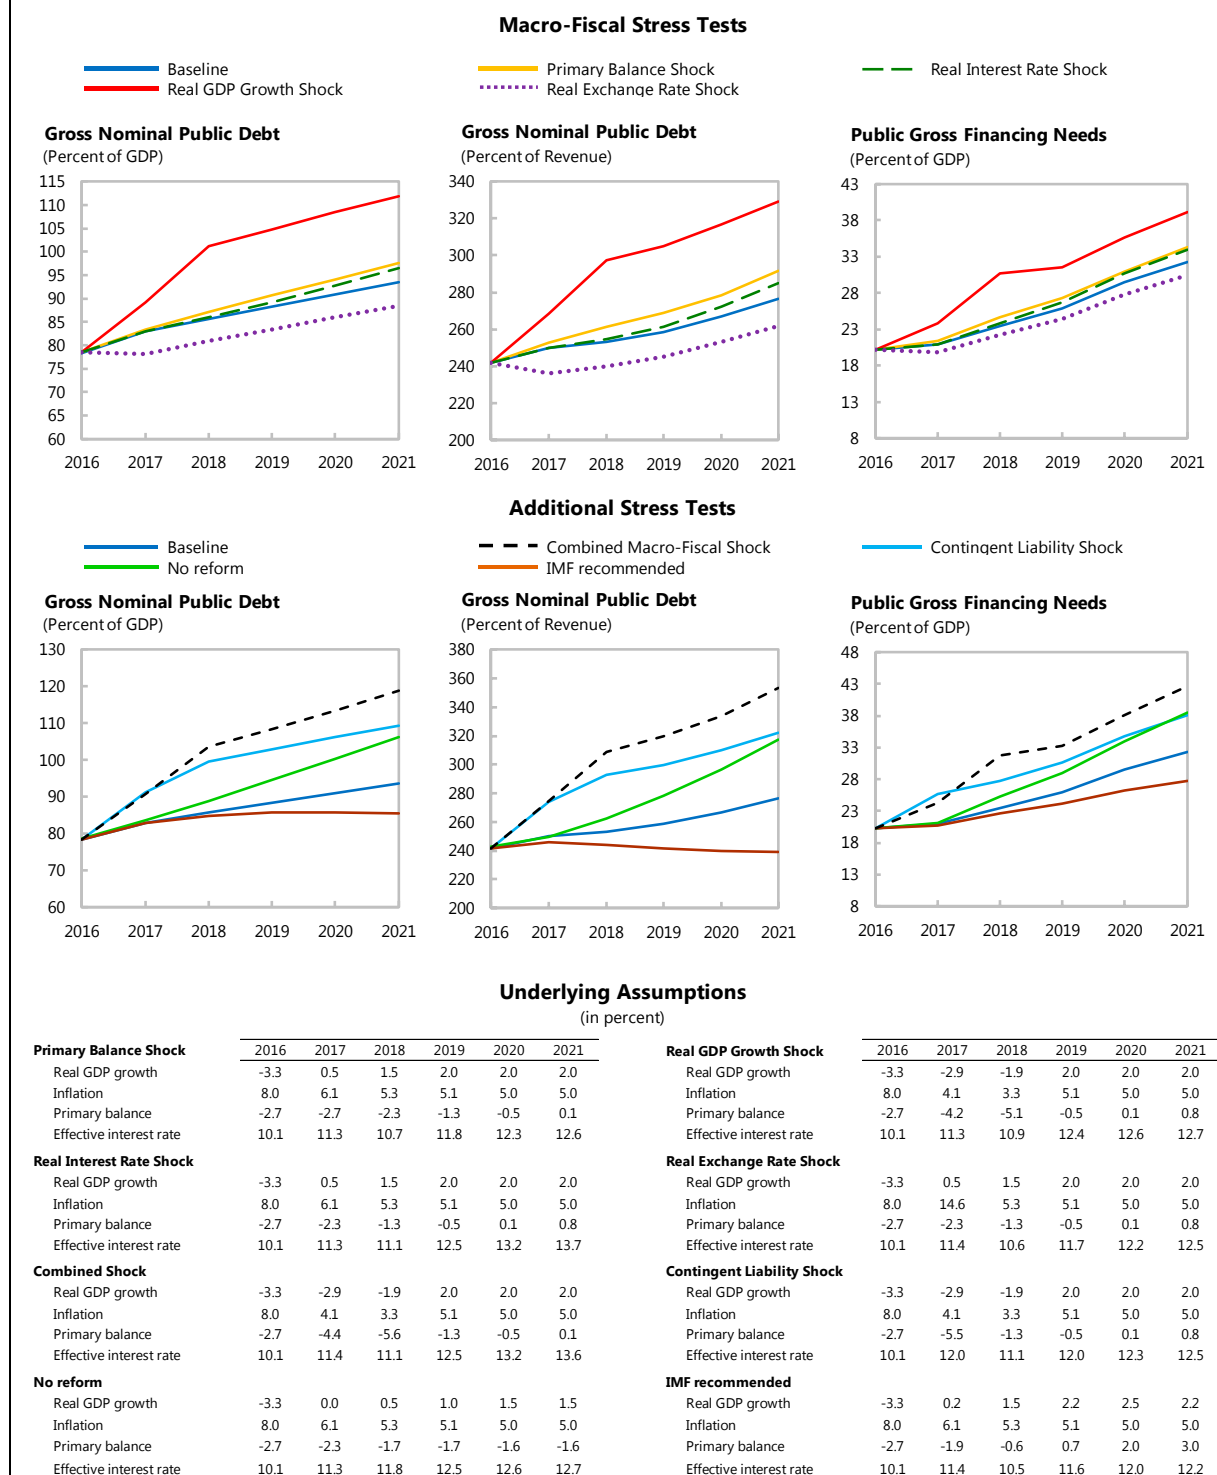 Macro-Fiscal Stress Tests
Baseline
Primary Balance Shock
Real Interest Rate Shock
Real GDP Growth Shock
Real Exchange Rate Shock
Gross Nominal Public Debt
(Percent of GDP)
115
110
105
100
95
90
85
80
75
70
65
60
2016 2017 2018 2019 2020 2021
Gross Nominal Public Debt
(Percent of Revenue)
340
320
300
280
260
240
220
200
2016 2017 2018 2019 2020 2021
Public Gross Financing Needs
(Percent of GDP)
43
38
33
28
23
18
13
8
2016 2017 2018 2019 2020 2021
Additional Stress Tests
Baseline
Combined Macro-Fiscal Shock
Contingent Liability Shock
No reform
IMF recommended
Gross Nominal Public Debt
(Percent of GDP)
130
120
110
100
90
80
70
60
2016 2017 2018 2019 2020 2021
Gross Nominal Public Debt
(Percent of Revenue)
380
360
340
320
300
280
260
240
220
200
2016 2017 2018 2019 2020 2021
Public Gross Financing Needs
(Percent of GDP)
48
43
38
33
28
23
18
13
8
2016 2017 2018 2019 2020 2021
Underlying Assumptions
(in percent)
Primary Balance Shock 2016 2017 2018 2019 2020 2021
Real GDP growth -3.3 0.5 1.5 2.0 2.0 2.0
Inflation 8.0 6.1 5.3 5.1 5.0 5.0
Primary balance -2.7 -2.7 -2.3 -1.3 -0.5 0.1
Effective interest rate 10.1 11.3 10.7 11.8 12.3 12.6
Real Interest Rate Shock
Real GDP growth -3.3 0.5 1.5 2.0 2.0 2.0
Inflation 8.0 6.1 5.3 5.1 5.0 5.0
Primary balance -2.7 -2.3 -1.3 -0.5 0.1 0.8
Effective interest rate 10.1 11.3 11.1 12.5 13.2 13.7
Combined Shock
Real GDP growth -3.3 -2.9 -1.9 2.0 2.0 2.0
Inflation 8.0 4.1 3.3 5.1 5.0 5.0
Primary balance -2.7 -4.4 -5.6 -1.3 -0.5 0.1
Effective interest rate 10.1 11.4 11.1 12.5 13.2 13.6
No reform
Real GDP growth -3.3 0.0 0.5 1.0 1.5 1.5
Inflation 8.0 6.1 5.3 5.1 5.0 5.0
Primary balance -2.7 -2.3 -1.7 -1.7 -1.6 -1.6
Effective interest rate 10.1 11.3 11.8 12.5 12.6 12.7
Real GDP Growth Shock 2016 2017 2018 2019 2020 2021
Real GDP growth -3.3 -2.9 -1.9 2.0 2.0 2.0
Inflation 8.0 4.1 3.3 5.1 5.0 5.0
Primary balance -2.7 -4.2 -5.1 -0.5 0.1 0.8
Effective interest rate 10.1 11.3 10.9 12.4 12.6 12.7
Real Exchange Rate Shock
Real GDP growth -3.3 0.5 1.5 2.0 2.0 2.0
Inflation 8.0 14.6 5.3 5.1 5.0 5.0
Primary balance -2.7 -2.3 -1.3 -0.5 0.1 0.8
Effective interest rate 10.1 11.4 10.6 11.7 12.2 12.5
Contingent Liability Shock
Real GDP growth -3.3 -2.9 -1.9 2.0 2.0 2.0
Inflation 8.0 4.1 3.3 5.1 5.0 5.0
Primary balance -2.7 -5.5 -1.3 -0.5 0.1 0.8
Effective interest rate 10.1 12.0 11.1 12.0 12.3 12.5
IMF recommended
Real GDP growth -3.3 0.2 1.5 2.2 2.5 2.2
Inflation 8.0 6.1 5.3 5.1 5.0 5.0
Primary balance -2.7 -1.9 -0.6 0.7 2.0 3.0
Effective interest rate 10.1 11.4 10.5 11.6 12.0 12.2